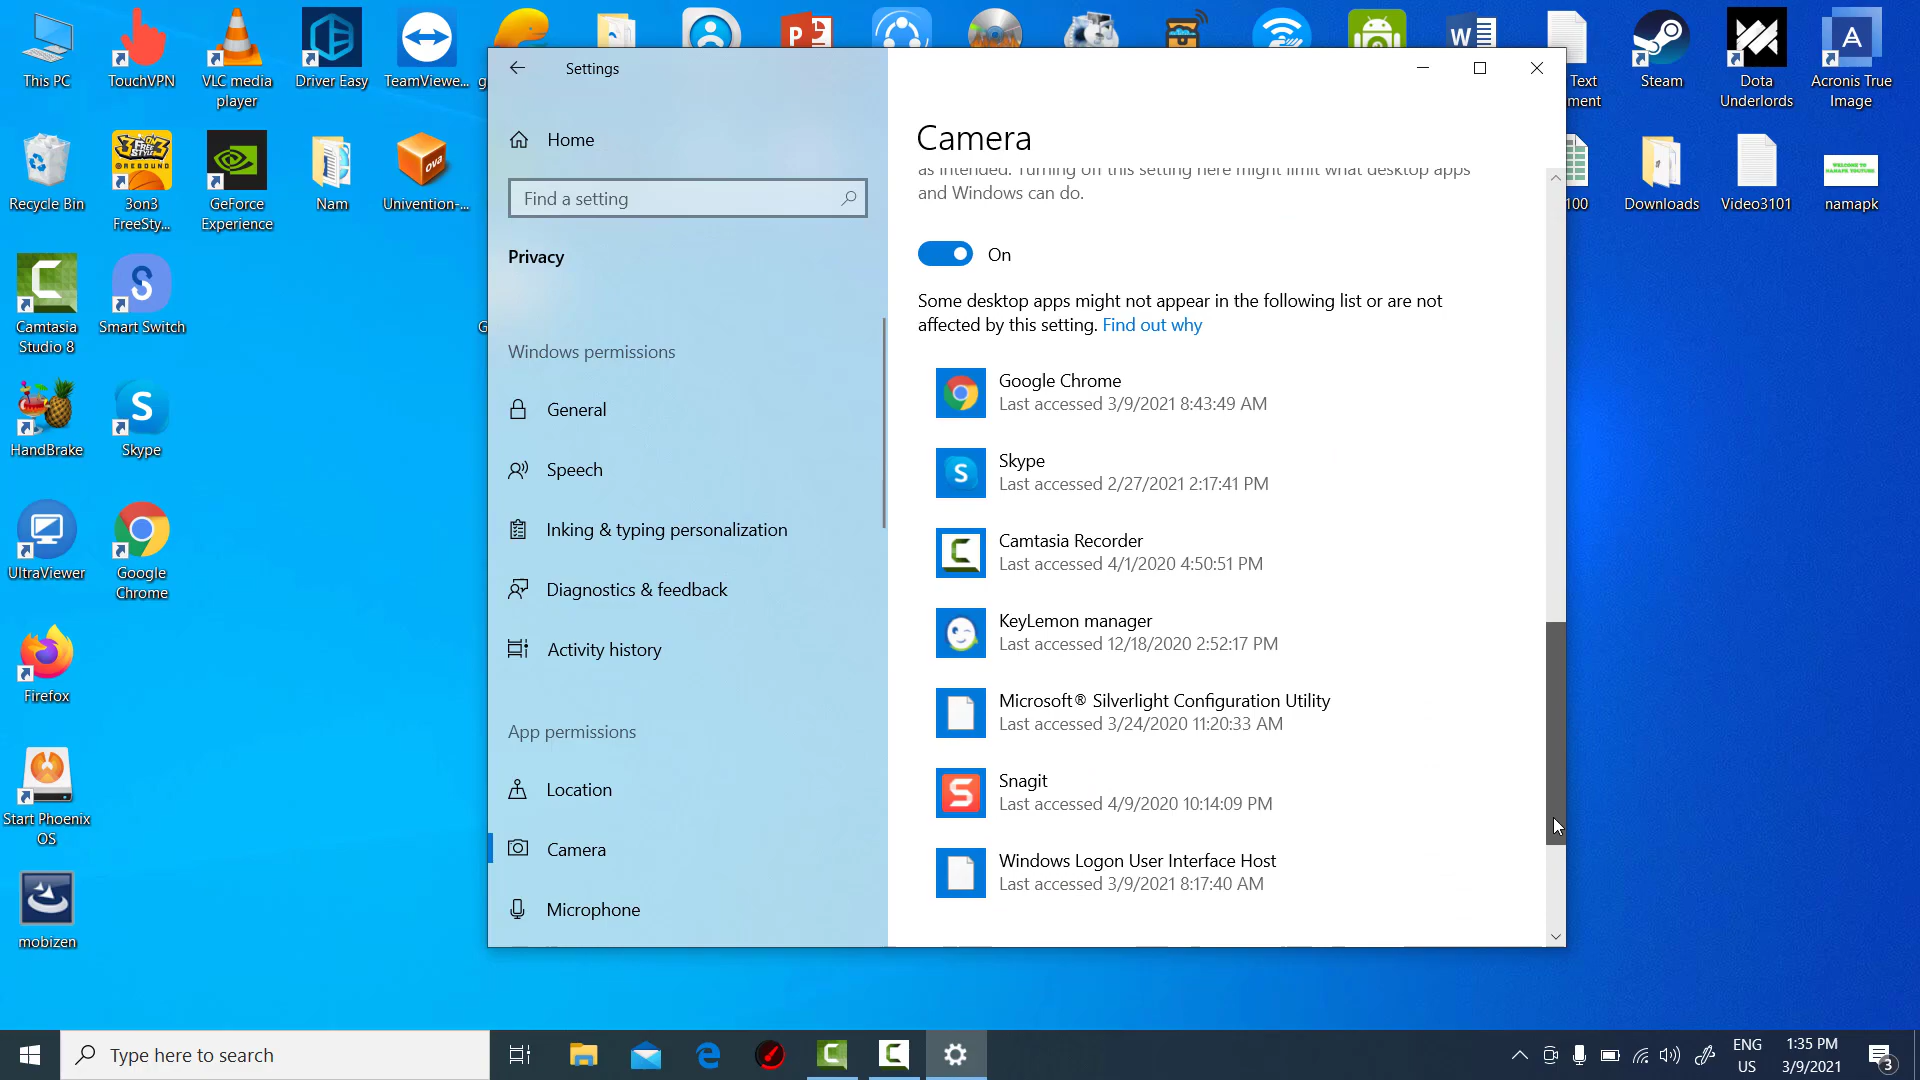 This PC
TouchVPN
VLC media
player
Driver Easy
TeamViewe...
Text
ment
Steam
Dota
Underlords
Acronis True
Image
Recycle Bin
3on3
FreeSty...
GeForce
Experience
Nam
Univention-...
100
Downloads
Video3101
namapk
Camtasia
Studio 8
Smart Switch
HandBrake
Skype
UltraViewer
Google
Chrome
Firefox
Start Phoenix
OS
mobizen
Settings
Home
Find a setting
Privacy
Windows permissions
General
Speech
Inking & typing personalization
Diagnostics & feedback
Activity history
App permissions
Location
Camera
Microphone
Camera
as intended. Turning off this setting here might limit what desktop apps
and Windows can do.
On
Some desktop apps might not appear in the following list or are not
affected by this setting. Find out why
Google Chrome
Last accessed 3/9/2021 8:43:49 AM
Skype
Last accessed 2/27/2021 2:17:41 PM
Camtasia Recorder
Last accessed 4/1/2020 4:50:51 PM
KeyLemon manager
Last accessed 12/18/2020 2:52:17 PM
Microsoft® Silverlight Configuration Utility
Last accessed 3/24/2020 11:20:33 AM
Snagit
Last accessed 4/9/2020 10:14:09 PM
Windows Logon User Interface Host
Last accessed 3/9/2021 8:17:40 AM
Type here to search
ENG
US
1:35 PM
3/9/2021
3